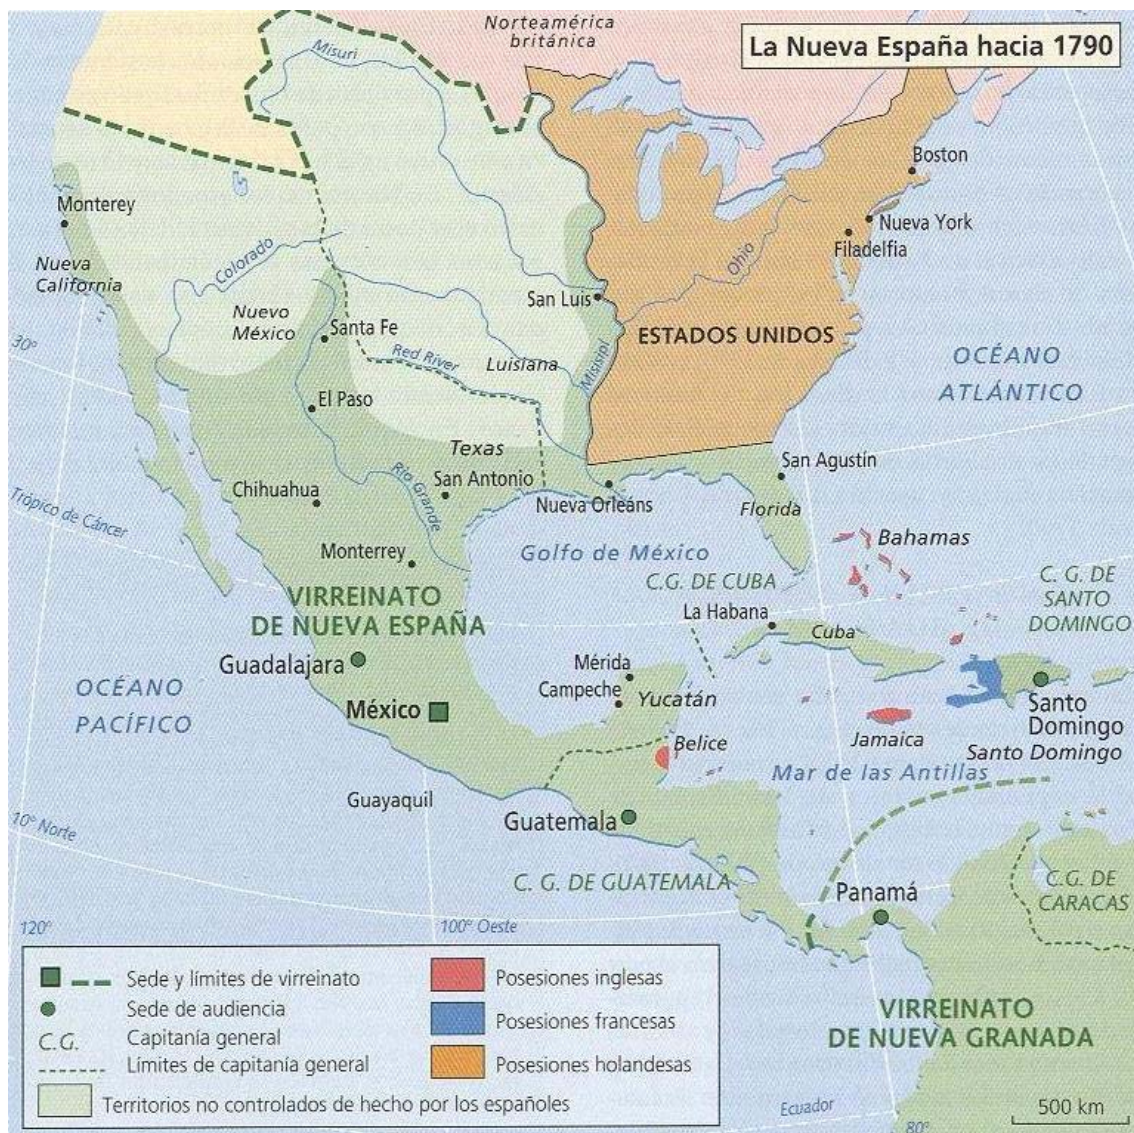 Norteamérica
británica
La Nueva España hacia 1790
Misuri
Boston
Monterey
Nueva York
Filadelfia
Colorado
Ohio
Nueva
California
San Luis
Nuevo
México
Santa Fe
ESTADOS UNIDOS
30º
Red River
Luisiana
Misisipí
OCÉANO
ATLÁNTICO
El Paso
Texas
San Agustín
Río Grande
San Antonio
Chihuahua
Nueva Orleáns
Florida
Trópico de Cáncer
Monterrey
Golfo de México
Bahamas
C.G. DE CUBA
C. G. DE
SANTO
DOMINGO
VIRREINATO
DE NUEVA ESPAÑA
La Habana
Cuba
Guadalajara
Mérida
Campeche
Yucatán
OCÉANO
PACÍFICO
México
Santo
Domingo
Santo Domingo
Belice
Jamaica
Mar de las Antillas
Guayaquil
Guatemala
10º Norte
C. G. DE GUATEMALA
Panamá
C.G. DE
CARACAS
120º
100º Oeste
VIRREINATO
DE NUEVA GRANADA
Sede y límites de virreinato
Sede de audiencia
C.G. Capitanía general
Límites de capitanía general
Territorios no controlados de hecho por los españoles
Posesiones inglesas
Posesiones francesas
Posesiones holandesas
Ecuador
80º
500 km